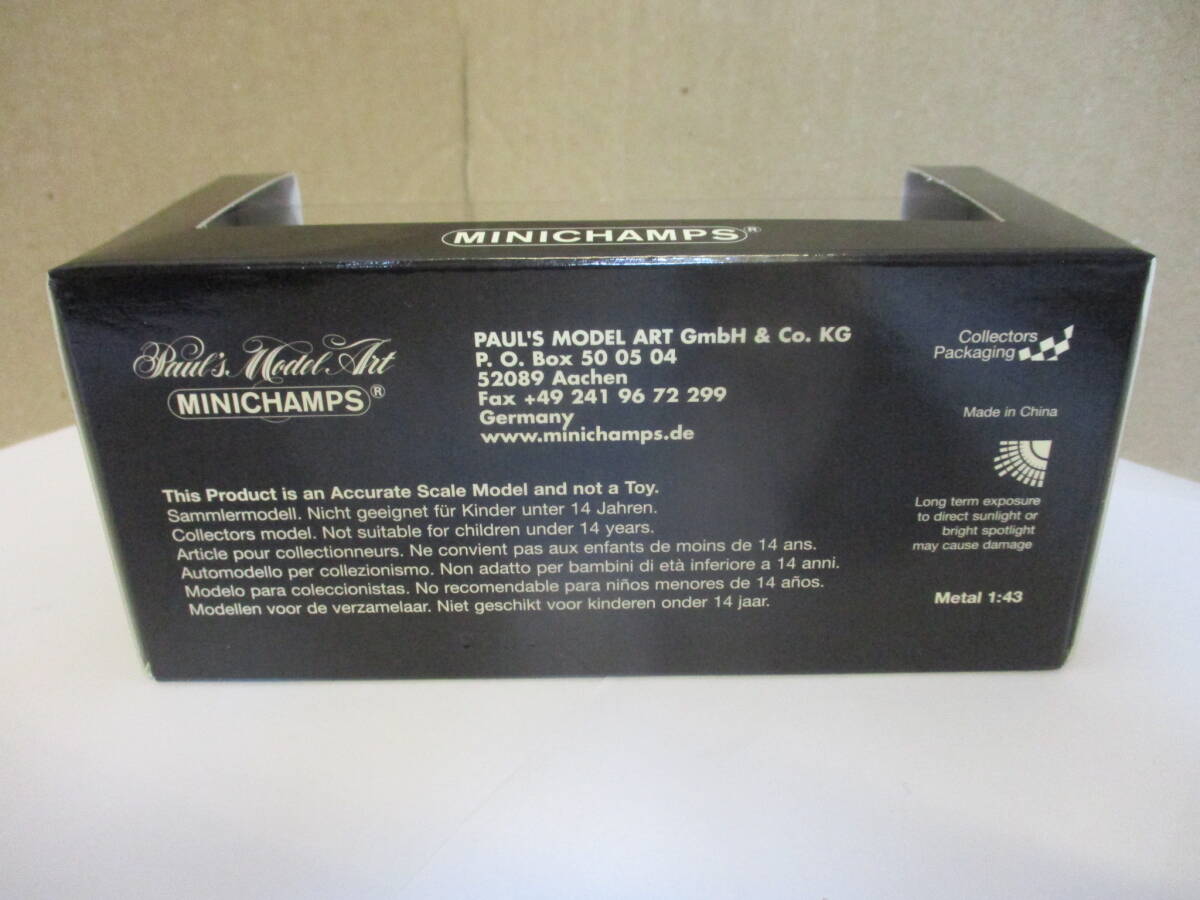 MINICHAMPS®
Paul's Model Art
MINICHAMPS®
PAUL'S MODEL ART GmbH & Co. KG
P. O. Box 50 05 04
52089 Aachen
Fax +49 241 96 72 299
Germany
www.minichamps.de
Collectors
Packaging
Made in China
This Product is an Accurate Scale Model and not a Toy.
Sammlermodell. Nicht geeignet für Kinder unter 14 Jahren.
Collectors model. Not suitable for children under 14 years.
Article pour collectionneurs. Ne convient pas aux enfants de moins de 14 ans.
Automodello per collezionismo. Non adatto per bambini di età inferiore a 14 anni.
Modelo para coleccionistas. No recomendable para niños menores de 14 años.
Modellen voor de verzamelaar. Niet geschikt voor kinderen onder 14 jaar.
Long term exposure
to direct sunlight or
bright spotlight
may cause damage
Metal 1:43